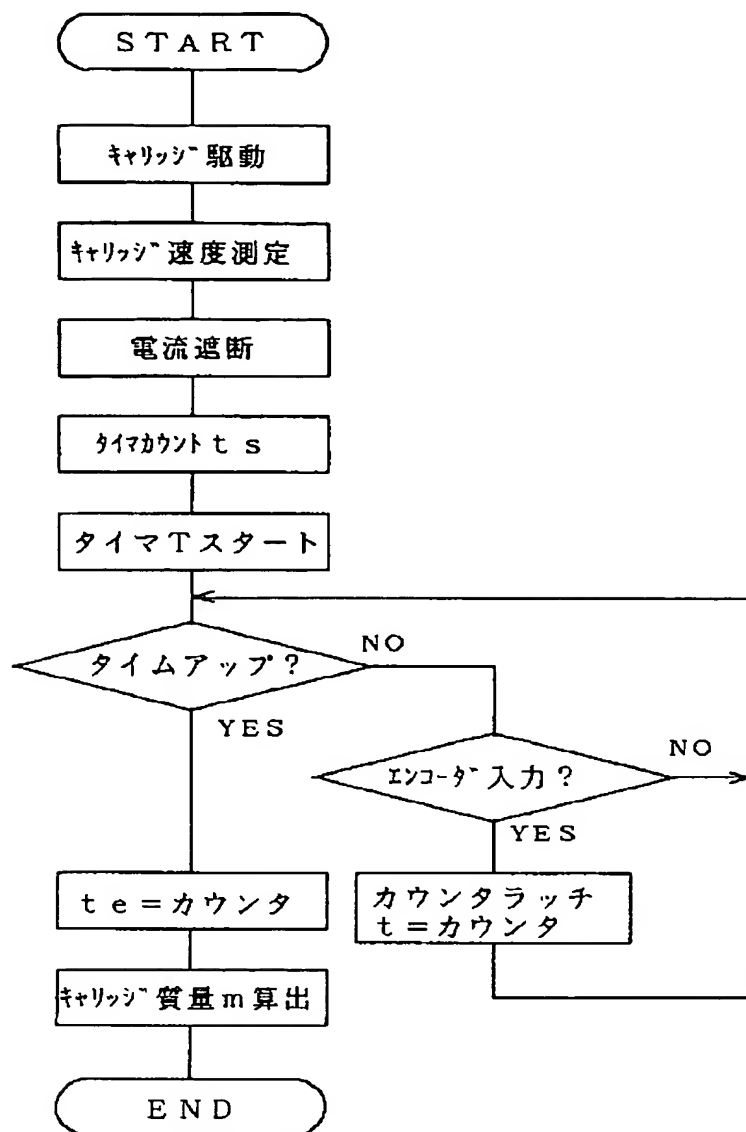 START
ｷｬﾘｯｼﾞ駆動
ｷｬﾘｯｼﾞ速度測定
電流遮断
ﾀｲﾏｶｳﾝﾄｔｓ
タイマTスタート
タイムアップ?
NO
YES
ｴﾝｺｰﾀﾞ入力?
NO
YES
ｔｅ=カウンタ
カウンタラッチ
ｔ=カウンタ
ｷｬﾘｯｼﾞ質量ｍ算出
END